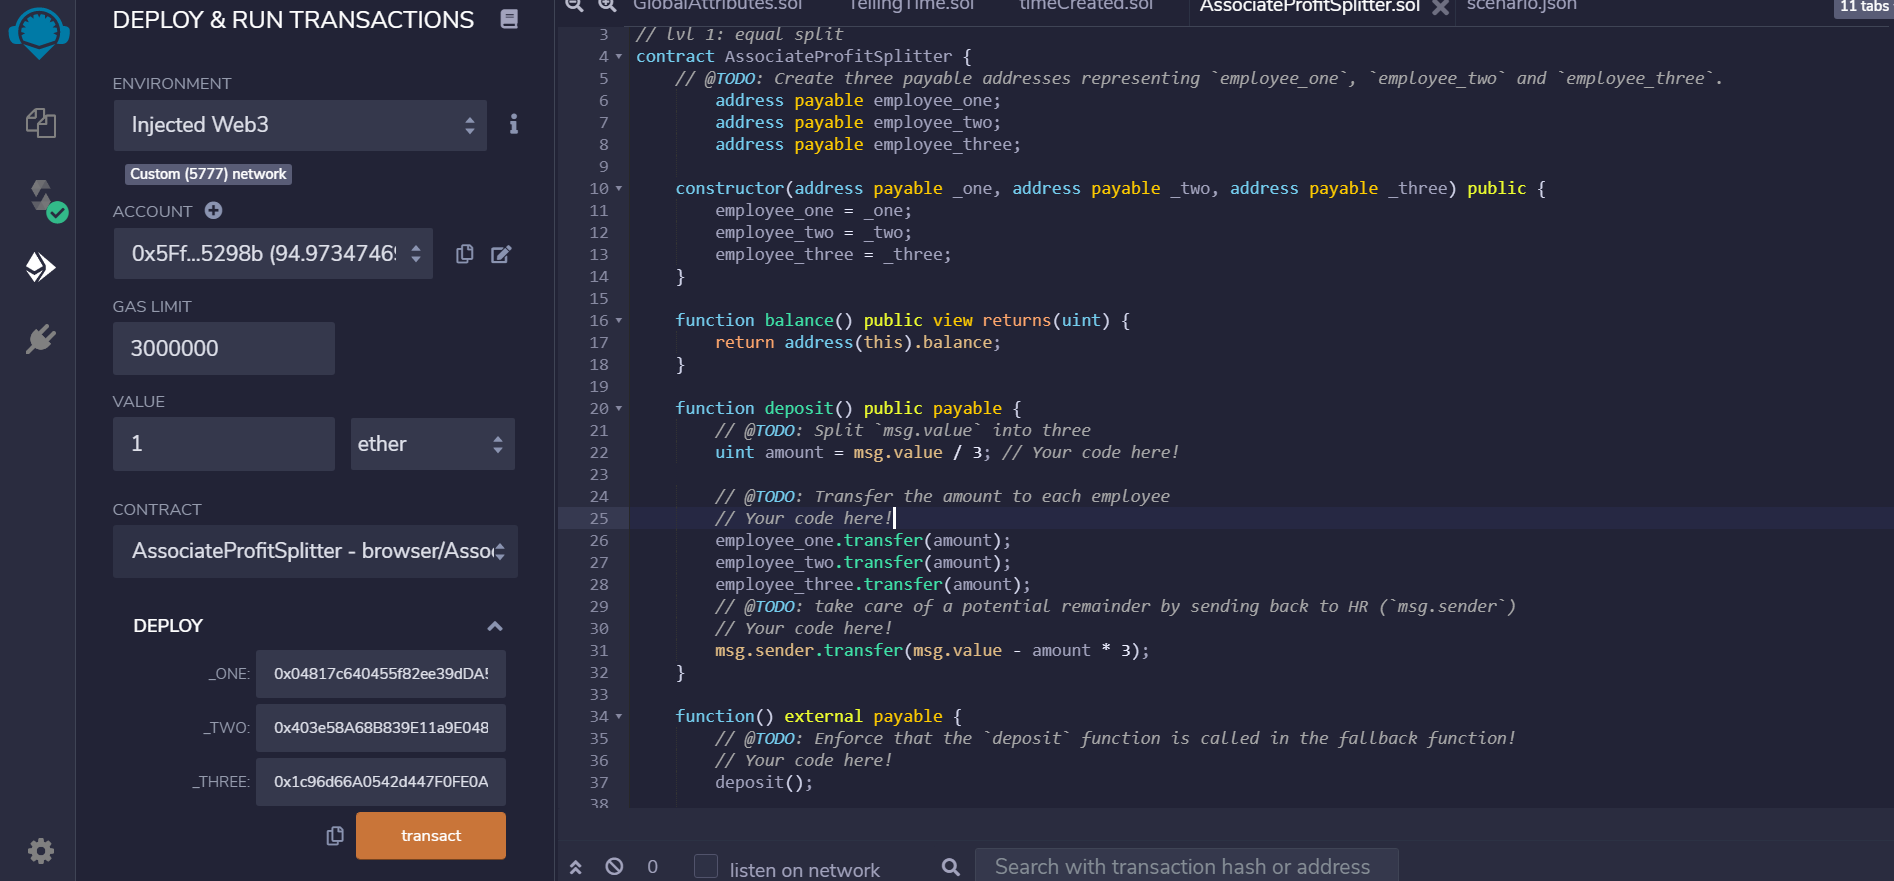 DEPLOY & RUN TRANSACTIONS
ENVIRONMENT
Injected Web3
Custom (5777) network
ACCOUNT
0x5Ff...5298b (94.9734746
GAS LIMIT
3000000
VALUE
1
ether
CONTRACT
AssociateProfitSplitter - browser/Asso
DEPLOY
_ONE:
0x04817c640455f82ee39dDA
_TWO:
0x403e58A68B839E11a9E048
_THREE:
0x1c96d66A0542d447F0FE0A
transact
GlobalAttributes.sol
TellingTime.sol
timeCreated.sol
AssociateProfitSplitter.sol
scenario.json
11 tabs
3 // lvl 1: equal split
4 contract AssociateProfitSplitter {
5 // @TODO: Create three payable addresses representing `employee_one`, `employee_two` and `employee_three`.
6 address payable employee_one;
7 address payable employee_two;
8 address payable employee_three;
9
10 constructor(address payable _one, address payable _two, address payable _three) public {
11 employee_one = _one;
12 employee_two = _two;
13 employee_three = _three;
14 }
15
16 function balance() public view returns(uint) {
17 return address(this).balance;
18 }
19
20 function deposit() public payable {
21 // @TODO: Split `msg.value` into three
22 uint amount = msg.value / 3; // Your code here!
23
24 // @TODO: Transfer the amount to each employee
25 // Your code here!
26 employee_one.transfer(amount);
27 employee_two.transfer(amount);
28 employee_three.transfer(amount);
29 // @TODO: take care of a potential remainder by sending back to HR (`msg.sender`)
30 // Your code here!
31 msg.sender.transfer(msg.value - amount * 3);
32 }
33
34 function() external payable {
35 // @TODO: Enforce that the `deposit` function is called in the fallback function!
36 // Your code here!
37 deposit();
38
0
listen on network
Search with transaction hash or address